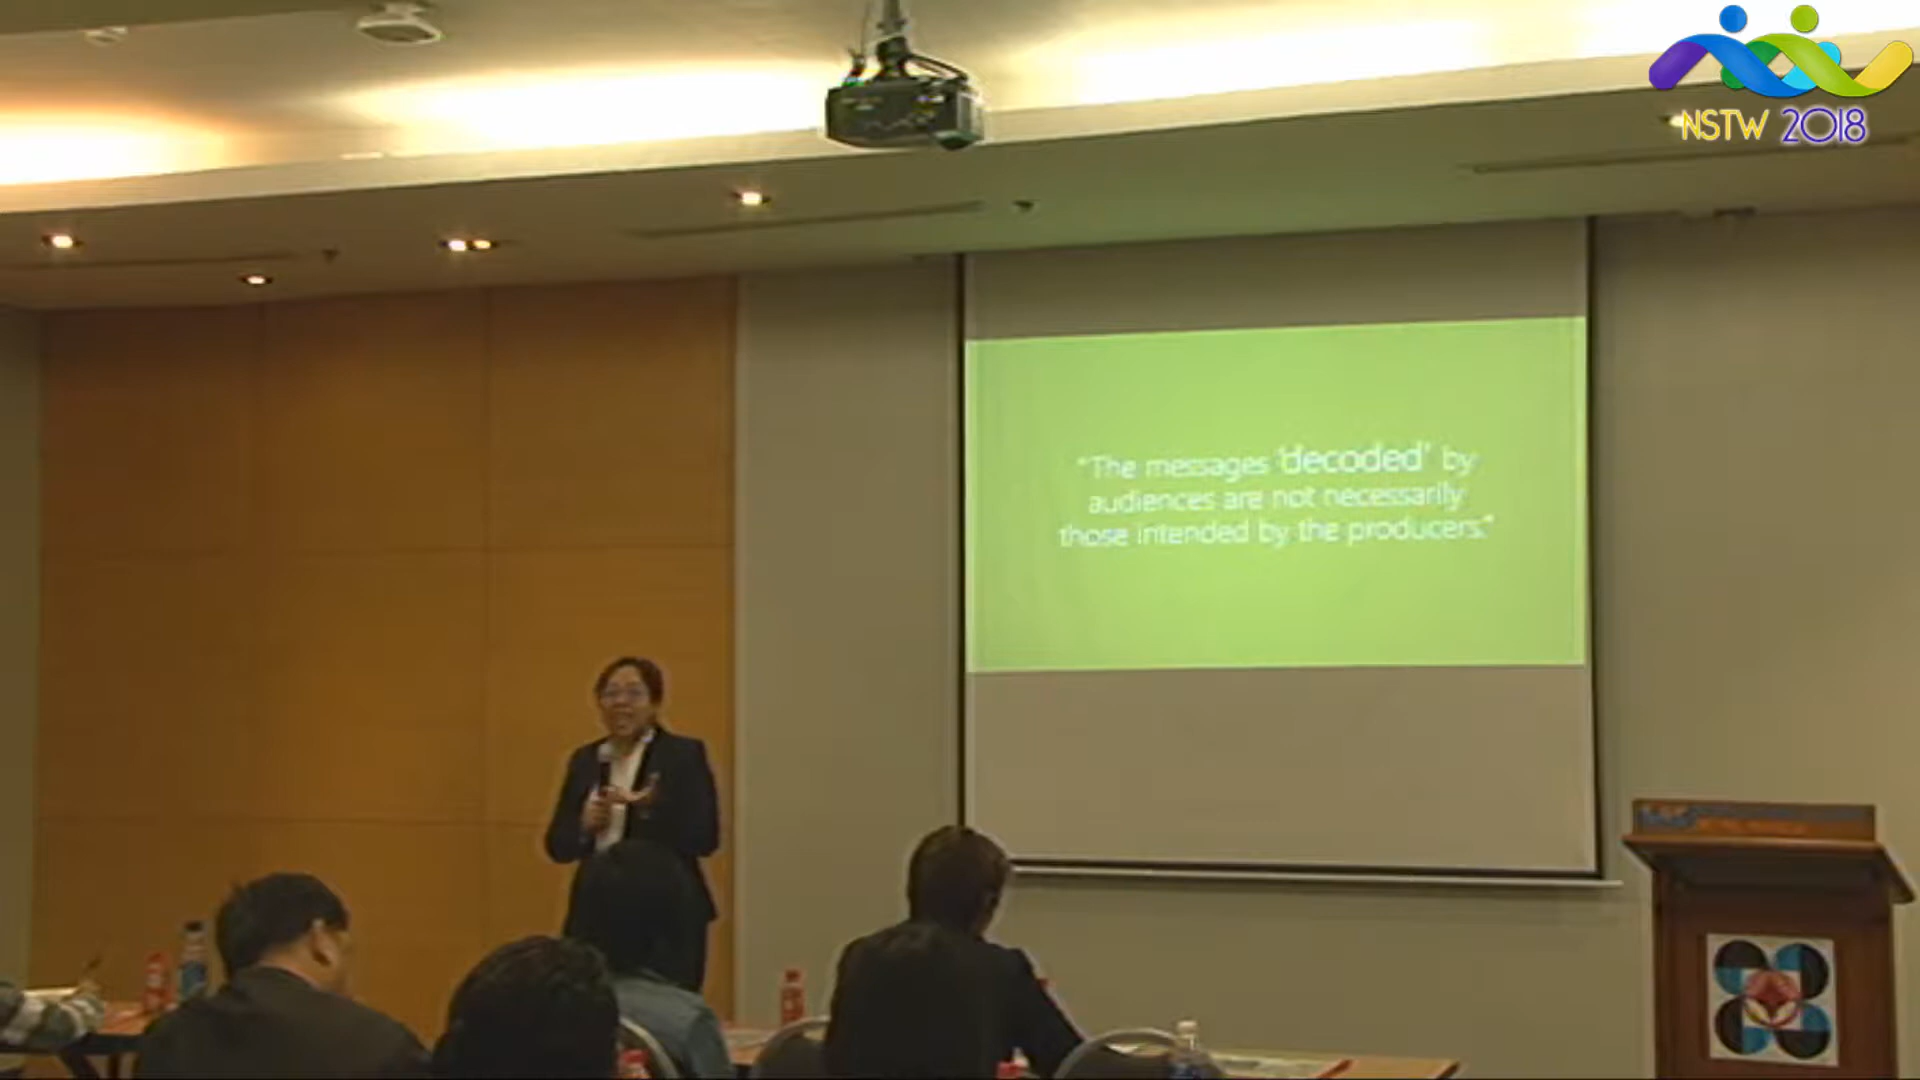 NSTW 2018
"The messages 'decoded' by
audiences are not necessarily
those intended by the producers."